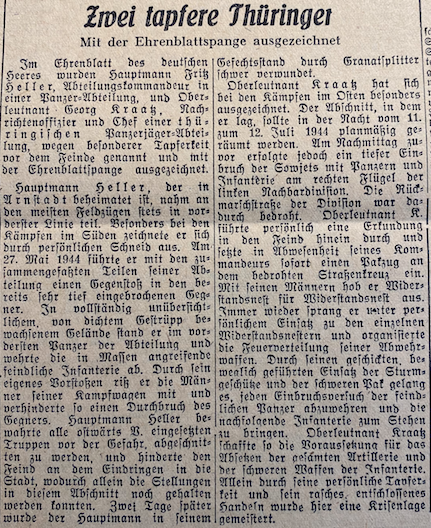 Zwei tapfere Thüringer
Mit der Ehrenblattspange ausgezeichnet
Im Ehrenblatt des deutschen
Heeres wurden Hauptmann Fritz
Heller, Abteilungskommandeur in
einer Panzer-Abteilung, und Ober-
leutnant Georg Kraatz, Nach-
richtenoffizier und Chef einer thü-
ringischen Panzerjäger-Abtei-
lung, wegen besonderer Tapferkeit
vor dem Feinde genannt und mit
der Ehrenblattspange ausgezeichnet.
Hauptmann Heller, der in
Arnstadt beheimatet ist, nahm an
den meisten Feldzügen stets in vor-
derster Linie teil. Besonders bei den
Kämpfen im Süden zeichnete er sich
durch persönlichen Schneid aus. Am
27. Mai 1944 führte er mit den zu-
sammengefaßten Teilen seiner Ab-
teilung einen Gegenstoß in den be-
reits sehr tief eingebrochenen Geg-
ner. In vollständig unübersicht-
lichem, von dichtem Gestrüpp be-
wachsenen Gelände stand er im vor-
dersten Panzer der Abteilung und
wehrte die in Massen angreifende
feindliche Infanterie ab. Durch sein
eigenes Vorstoßen riß er die Män-
ner seiner Kampfwagen mit und
verhinderte so einen Durchbruch des
Gegners. Hauptmann Heller be-
wahrte alle ostwärts V. eingesetzten
Truppen vor der Gefahr, abgeschnit-
ten zu werden, und hinderte den
Feind an dem Eindringen in die
Stadt, wodurch allein die Stellungen
in diesem Abschnitt noch gehalten
werden konnten. Zwei Tage später
wurde der Hauptmann in seinem
Gefechtsstand durch Granatsplitter
schwer verwundet.
Oberleutnant Kraatz hat sich
bei den Kämpfen im Osten besonders
ausgezeichnet. Der Abschnitt, in dem
er lag, sollte in der Nacht vom 11.
zum 12. Juli 1944 planmäßig ge-
räumt werden. Am Nachmittag zu-
vor erfolgte jedoch ein tiefer Ein-
bruch der Sowjets mit Panzern und
Infanterie am rechten Flügel der
linken Nachbardivision. Die Rück-
marschstraße der Division war da-
durch bedroht. Oberleutnant K.
führte persönlich eine Erkundung
in den Feind hinein durch und
setzte in Abwesenheit seines Kom-
mandeurs sofort einen Pakzug an
dem bedrohten Straßenkreuz ein.
Mit seinen Männern hob er Wider-
standsnest für Widerstandsnest aus.
Immer wieder sprang er unter per-
sönlichem Einsatz zu den einzelnen
Widerstandsnestern und organisierte
die Feuerverteilung seiner Abwehr-
waffen. Durch seinen geschickten, be-
weglich geführten Einsatz der Sturm-
geschütze und der schweren Pak gelang
es, jeden Einbruchsversuch der feind-
lichen Panzer abzuwehren und die
nachfolgende Infanterie zum Stehen
zu bringen. Oberleutnant Kraatz
schaffte so die Voraussetzung für das
Absetzen der gesamten Artillerie und
der schweren Waffen der Infanterie.
Allein durch seine persönliche Tapfer-
keit und sein rasches, entschlossenes
Handeln wurde hier eine Krisenlage
gemeistert.